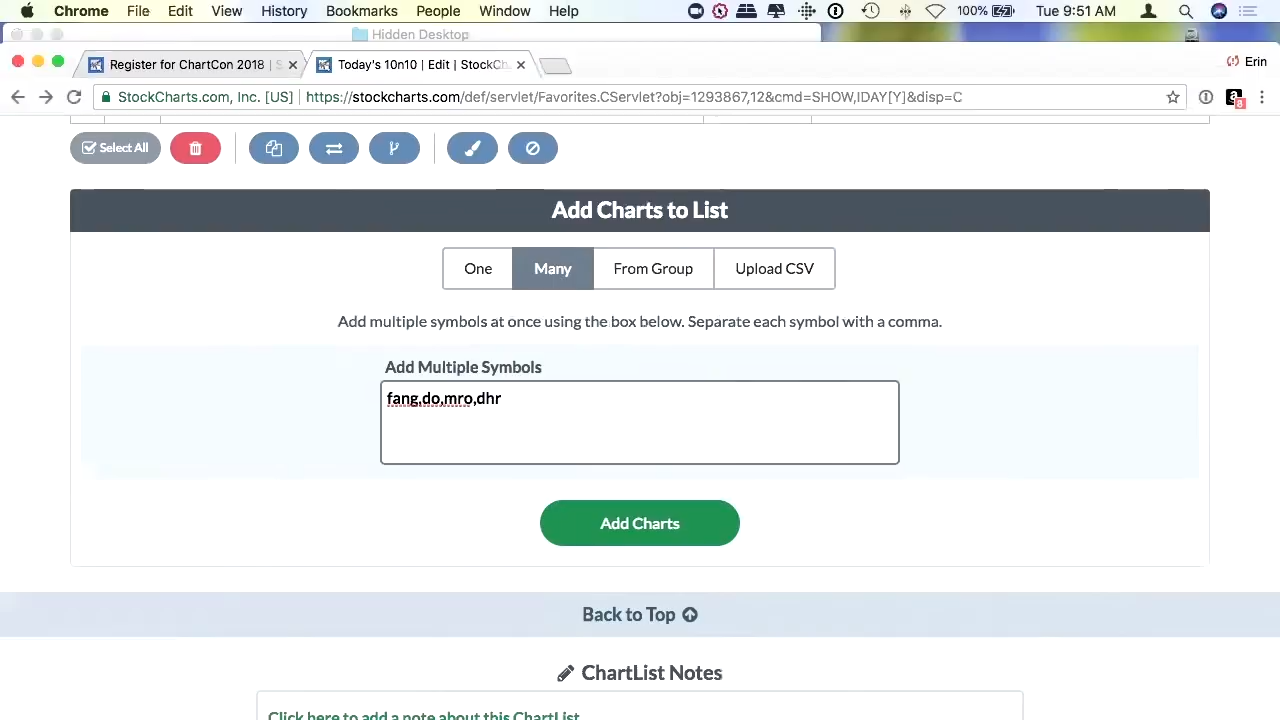 Chrome File Edit View History Bookmarks People Window Help 100% Tue 9:51 AM
Hidden Desktop
Register for ChartCon 2018 | S Today's 10n10 | Edit | StockCh Erin
StockCharts.com, Inc. [US] https://stockcharts.com/def/servlet/Favorites.CServlet?obj=1293867,12&cmd=SHOW,IDAY[Y]&disp=C
Select All
Add Charts to List
One Many From Group Upload CSV
Add multiple symbols at once using the box below. Separate each symbol with a comma.
Add Multiple Symbols
fang,do,mro,dhr
Add Charts
Back to Top
ChartList Notes
Click here to add a note about this ChartList